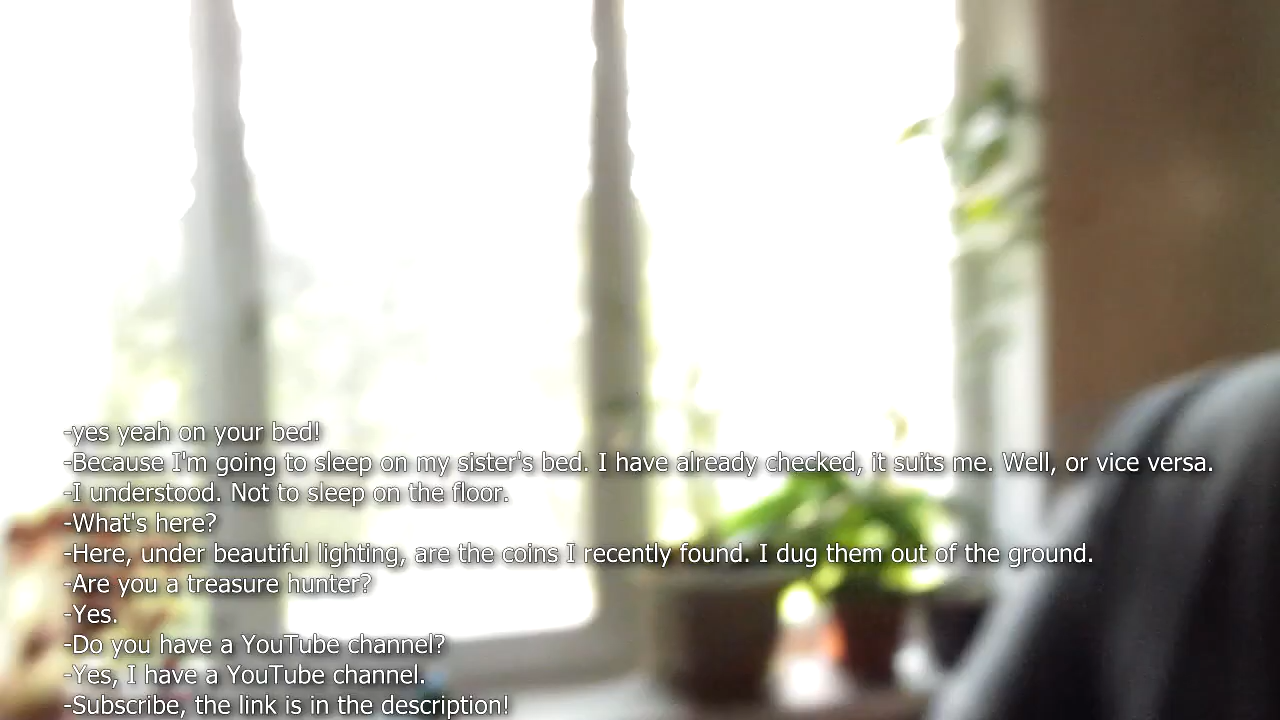 -yes yeah on your bed!
-Because I'm going to sleep on my sister's bed. I have already checked, it suits me. Well, or vice versa.
-I understood. Not to sleep on the floor.
-What's here?
-Here, under beautiful lighting, are the coins I recently found. I dug them out of the ground.
-Are you a treasure hunter?
-Yes.
-Do you have a YouTube channel?
-Yes, I have a YouTube channel.
-Subscribe, the link is in the description!